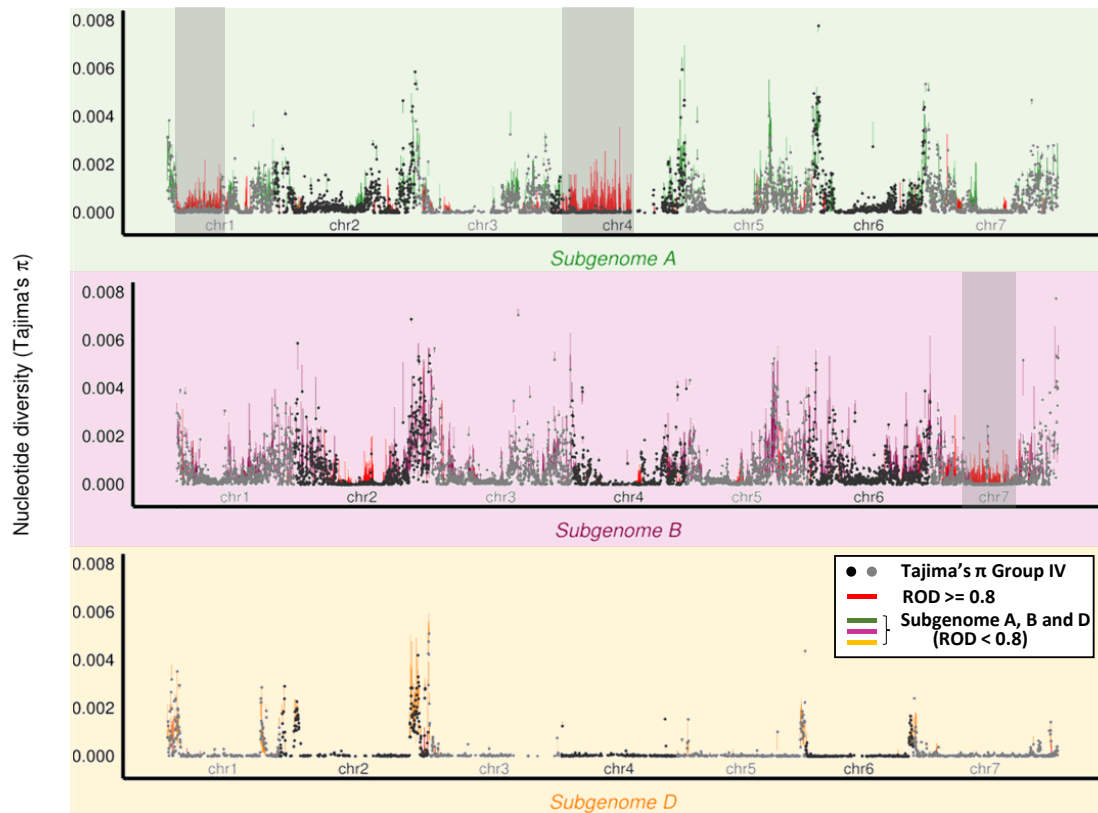 Nucleotide diversity (Tajima's π)
0.008
0.006
0.004
0.002
0.000
chr1 chr2 chr3 chr4 chr5 chr6 chr7
Subgenome A
0.008
0.006
0.004
0.002
0.000
chr1 chr2 chr3 chr4 chr5 chr6 chr7
Subgenome B
0.008
0.006
0.004
0.002
0.000
chr1 chr2 chr3 chr4 chr5 chr6 chr7
Subgenome D
Tajima’s π Group IV
ROD >= 0.8
Subgenome A, B and D
(ROD < 0.8)